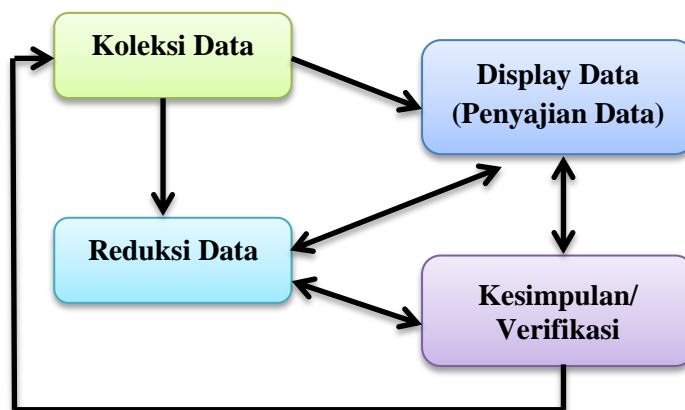 Koleksi Data
Display Data
(Penyajian Data)
Reduksi Data
Kesimpulan/
Verifikasi